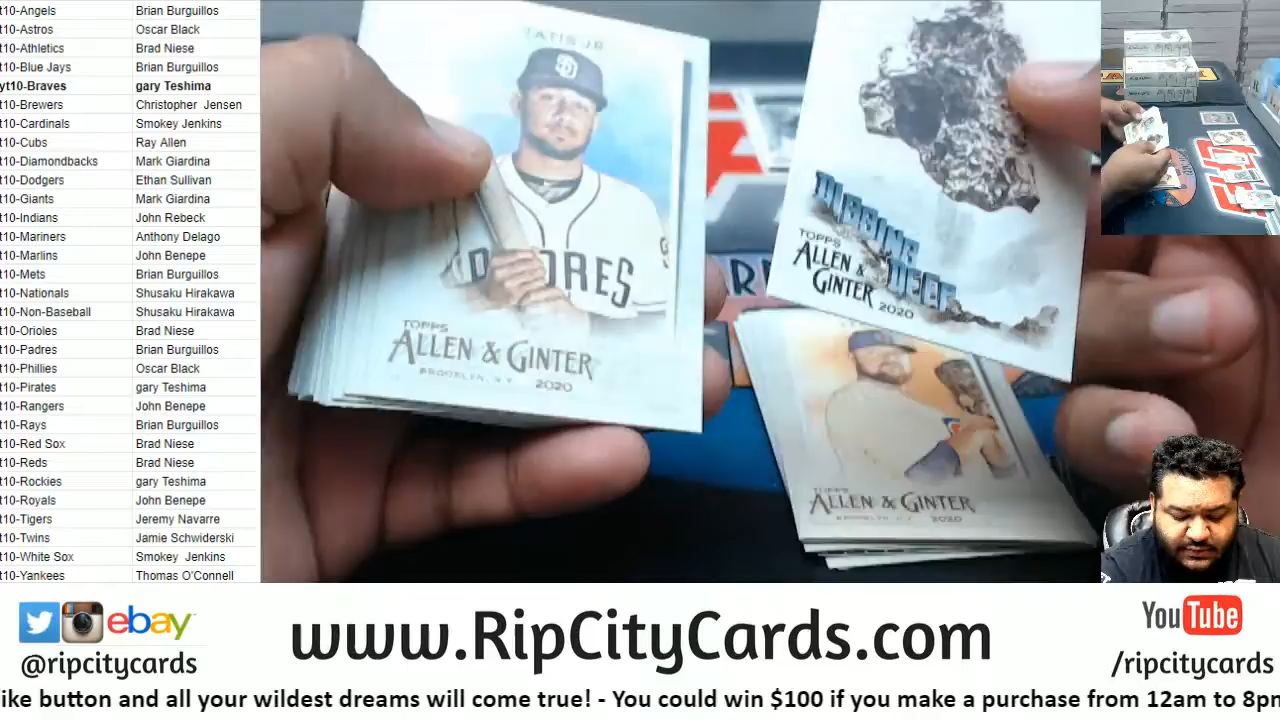 t10-Angels Brian Burguillos
t10-Astros Oscar Black
t10-Athletics Brad Niese
t10-Blue Jays Brian Burguillos
yt10-Braves gary Teshima
t10-Brewers Christopher Jensen
t10-Cardinals Smokey Jenkins
t10-Cubs Ray Allen
t10-Diamondbacks Mark Giardina
t10-Dodgers Ethan Sullivan
t10-Giants Mark Giardina
t10-Indians John Rebeck
t10-Mariners Anthony Delago
t10-Marlins John Benepe
t10-Mets Brian Burguillos
t10-Nationals Shusaku Hirakawa
t10-Non-Baseball Shusaku Hirakawa
t10-Orioles Brad Niese
t10-Padres Brian Burguillos
t10-Phillies Oscar Black
t10-Pirates gary Teshima
t10-Rangers John Benepe
t10-Rays Brian Burguillos
t10-Red Sox Brad Niese
t10-Reds Brad Niese
t10-Rockies gary Teshima
t10-Royals John Benepe
t10-Tigers Jeremy Navarre
t10-Twins Jamie Schwiderski
t10-White Sox Smokey Jenkins
t10-Yankees Thomas O'Connell
TATIS JR
SD
PADRES
TOPPS
ALLEN & GINTER
BROOKLYN, N.Y. 2020
DIGGING
DEEP
TOPPS
ALLEN &
GINTER 2020
TOPPS
ALLEN & GINTER
BROOKLYN, N.Y. 2020
ebay
@ripcitycards
www.RipCityCards.com
YouTube
/ripcitycards
ike button and all your wildest dreams will come true! - You could win $100 if you make a purchase from 12am to 8pm